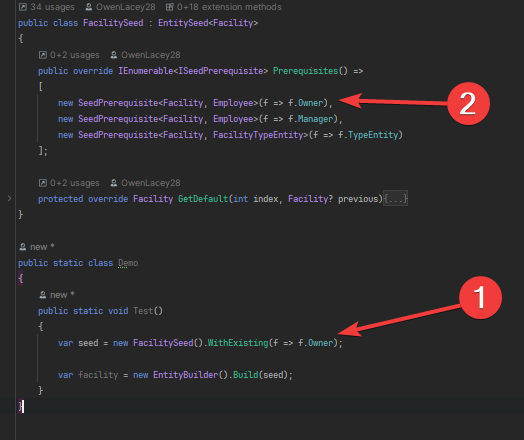 34 usages OwenLacey28 0+18 extension methods
public class FacilitySeed : EntitySeed<Facility>
{
0+2 usages OwenLacey28
public override IEnumerable<ISeedPrerequisite> Prerequisites() =>
[
new SeedPrerequisite<Facility, Employee>(f => f.Owner),
2
new SeedPrerequisite<Facility, Employee>(f => f.Manager),
new SeedPrerequisite<Facility, FacilityTypeEntity>(f => f.TypeEntity)
];
0+2 usages OwenLacey28
protected override Facility GetDefault(int index, Facility? previous){...}
}
new *
public static class Demo
{
new *
1
public static void Test()
{
var seed = new FacilitySeed().WithExisting(f => f.Owner);
var facility = new EntityBuilder().Build(seed);
}
}